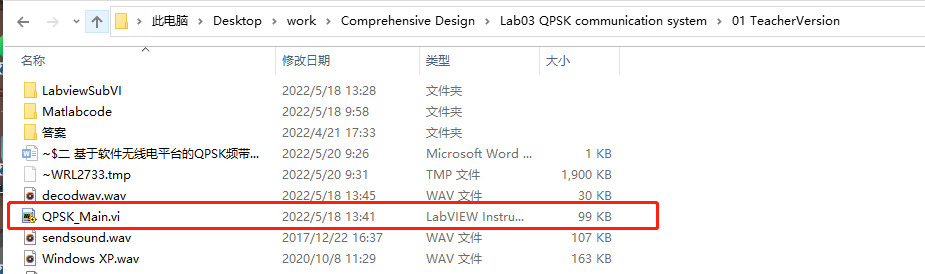 此电脑 > Desktop > work > Comprehensive Design > Lab03 QPSK communication system > 01 TeacherVersion
名称 修改日期 类型 大小
LabviewSubVI 2022/5/18 13:28 文件夹
Matlabcode 2022/5/18 9:58 文件夹
答案 2022/4/21 17:33 文件夹
~$二 基于软件无线电平台的QPSK频带... 2022/5/20 9:26 Microsoft Word ... 1 KB
~WRL2733.tmp 2022/5/20 9:31 TMP 文件 1,900 KB
decodwav.wav 2022/5/18 13:45 WAV 文件 30 KB
QPSK_Main.vi 2022/5/18 13:41 LabVIEW Instru... 99 KB
sendsound.wav 2017/12/22 16:37 WAV 文件 107 KB
Windows XP.wav 2020/10/8 11:29 WAV 文件 163 KB